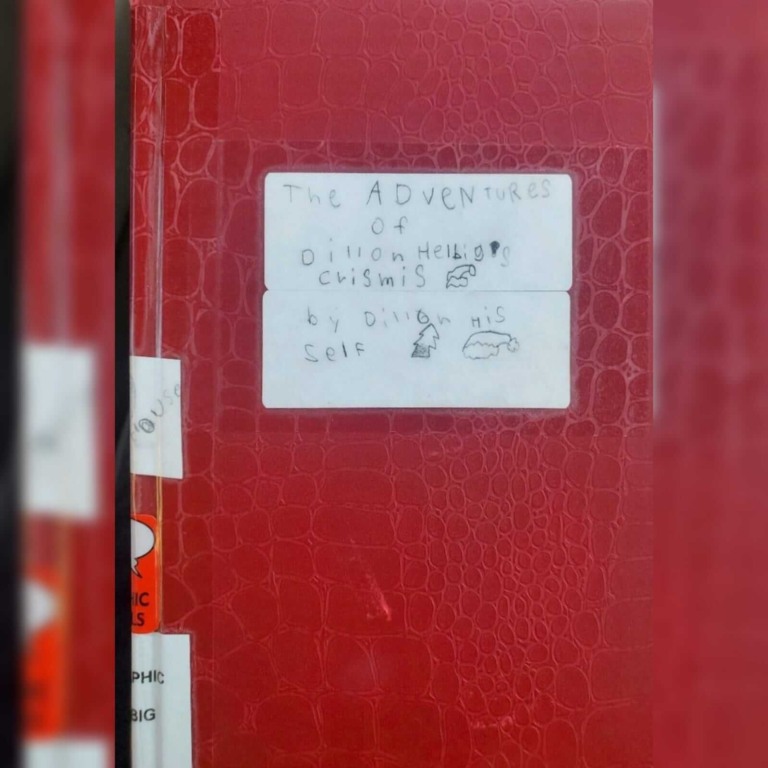 The ADVENTURES
Of
Dillon Helbig's
crismis
by Dillon His
self
PHIC
BIG